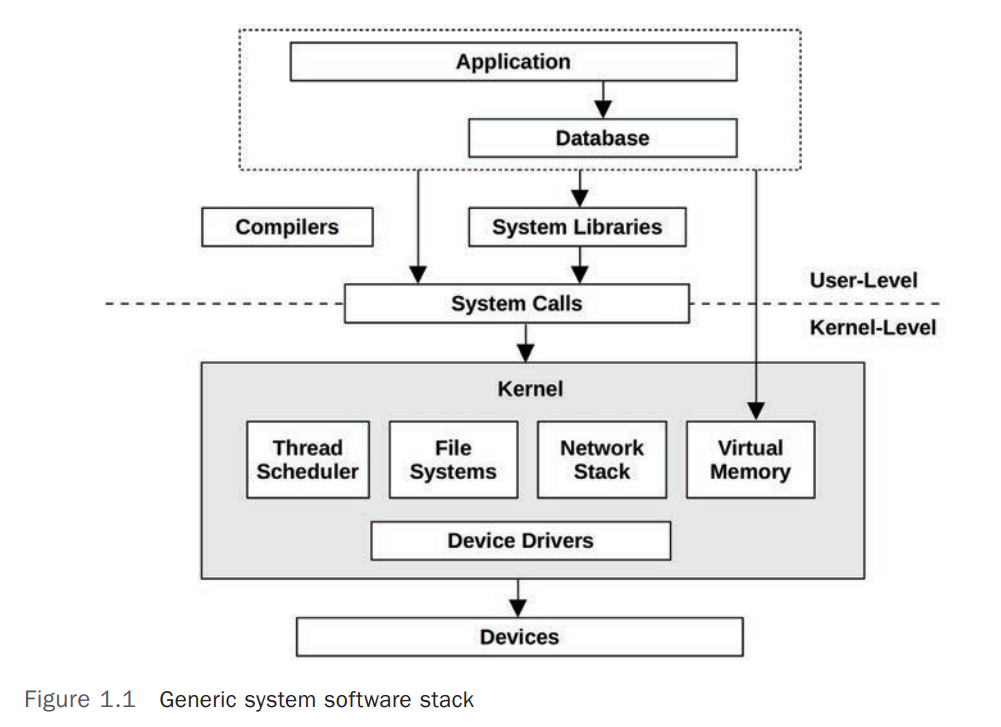 Application
Database
Compilers
System Libraries
User-Level
System Calls
Kernel-Level
Kernel
Thread
Scheduler
File
Systems
Network
Stack
Virtual
Memory
Device Drivers
Devices
Figure 1.1 Generic system software stack